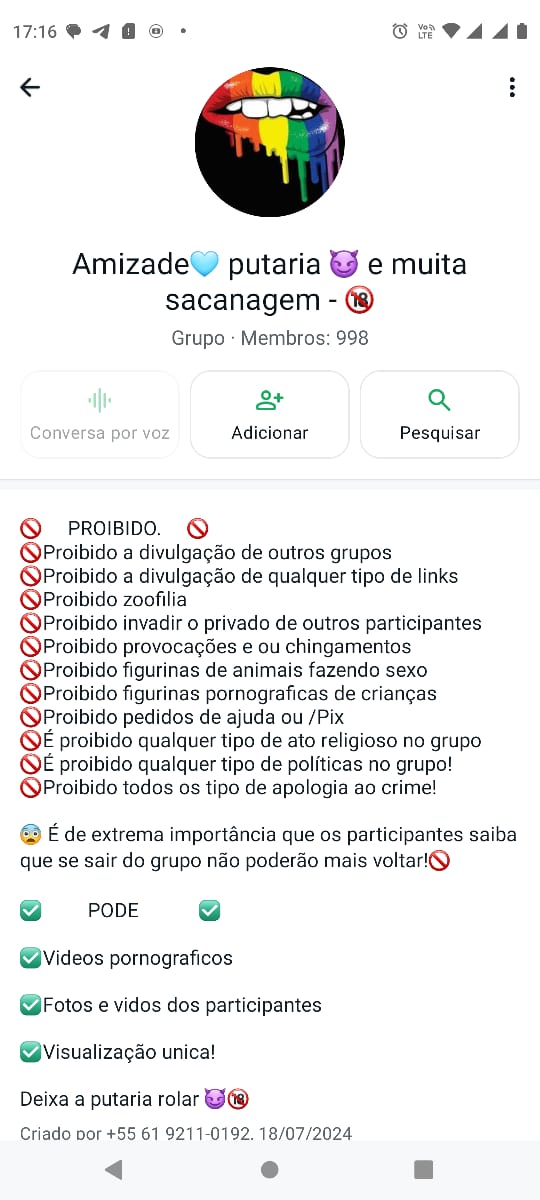 17:16
Vo
LTE
Amizade🩵 putaria 😈 e muita
sacanagem - 🔞
Grupo · Membros: 998
Conversa por voz
Adicionar
Pesquisar
🚫 PROIBIDO. 🚫
🚫Proibido a divulgação de outros grupos
🚫Proibido a divulgação de qualquer tipo de links
🚫Proibido zoofilia
🚫Proibido invadir o privado de outros participantes
🚫Proibido provocações e ou chingamentos
🚫Proibido figurinas de animais fazendo sexo
🚫Proibido figurinas pornograficas de crianças
🚫Proibido pedidos de ajuda ou /Pix
🚫É proibido qualquer tipo de ato religioso no grupo
🚫É proibido qualquer tipo de políticas no grupo!
🚫Proibido todos os tipo de apologia ao crime!
😨 É de extrema importância que os participantes saiba
que se sair do grupo não poderão mais voltar!🚫
✅ PODE ✅
✅Videos pornograficos
✅Fotos e vidos dos participantes
✅Visualização unica!
Deixa a putaria rolar 😈🔞
Criado por +55 61 9211-0192, 18/07/2024